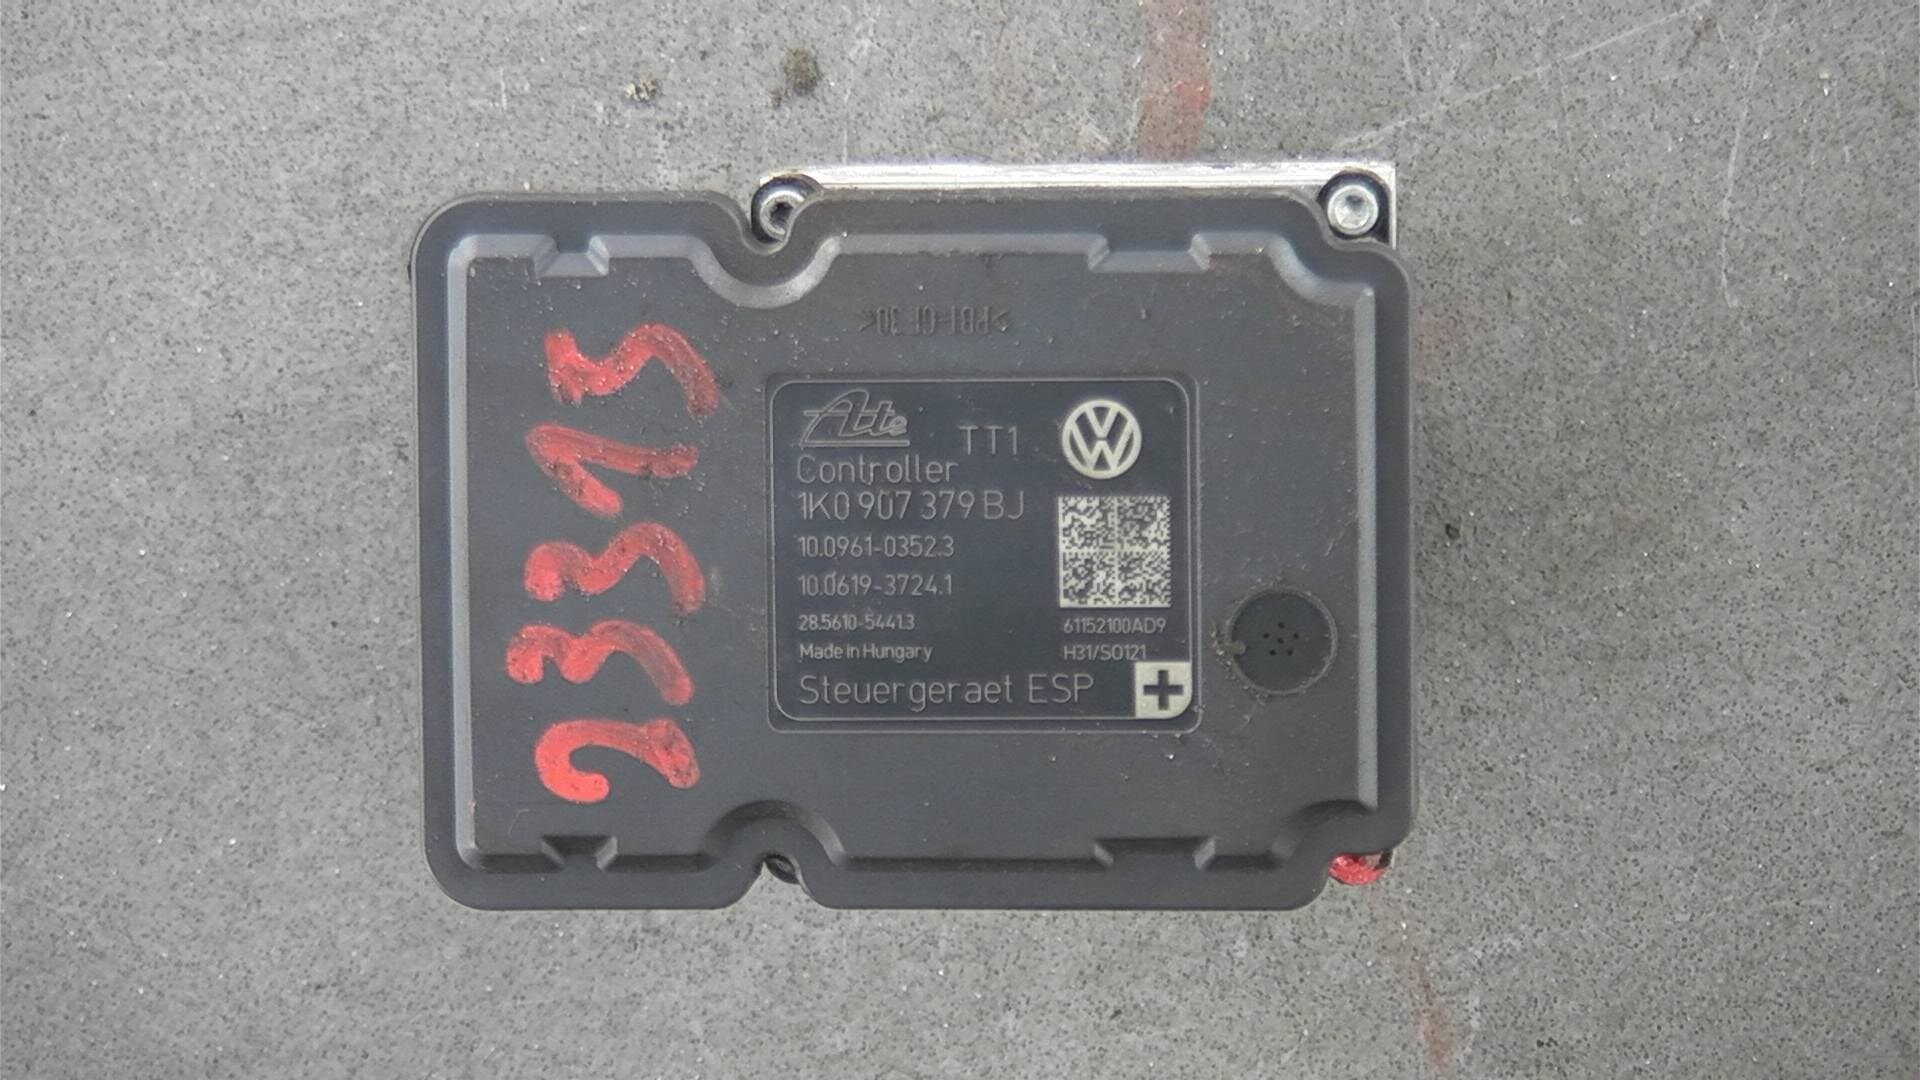 >PBT-GF30<
23315
Ate TT1
Controller
1K0 907 379 BJ
10.0961-0352.3
10.0619-3724.1
28.5610-5441.3
61152100AD9
Made in Hungary
H31/S0121
Steuergeraet ESP